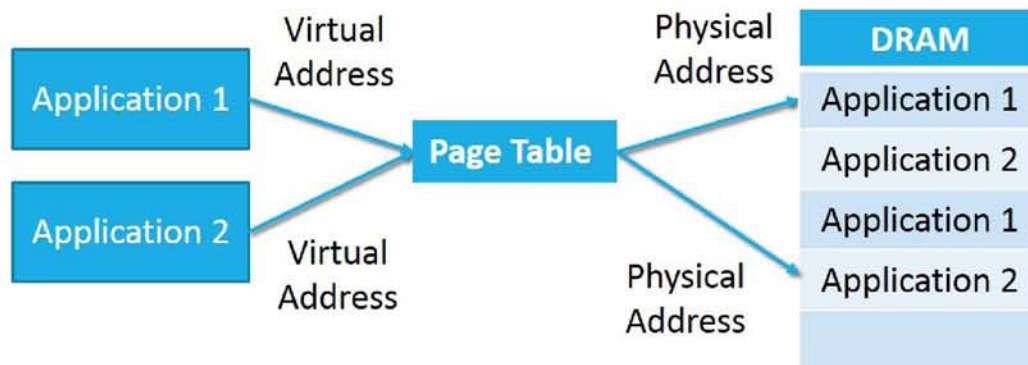 Virtual
Address
Physical
Address
DRAM
Application 1
Application 1
Page Table
Application 2
Application 2
Application 1
Virtual
Address
Physical
Address
Application 2